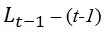 L_{t−1} – (t-1)